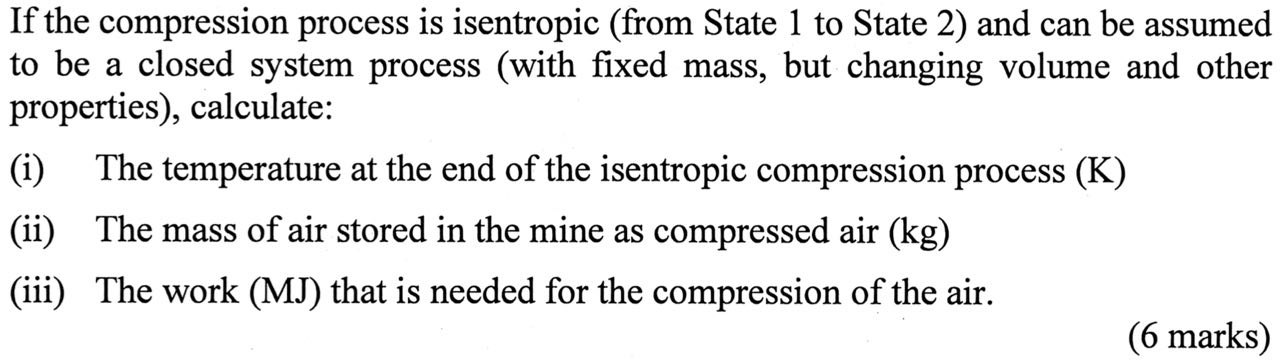 If the compression process is isentropic (from State 1 to State 2) and can be assumed
to be a closed system process (with fixed mass, but changing volume and other
properties), calculate:
(i) The temperature at the end of the isentropic compression process (K)
(ii) The mass of air stored in the mine as compressed air (kg)
(iii) The work (MJ) that is needed for the compression of the air.
(6 marks)